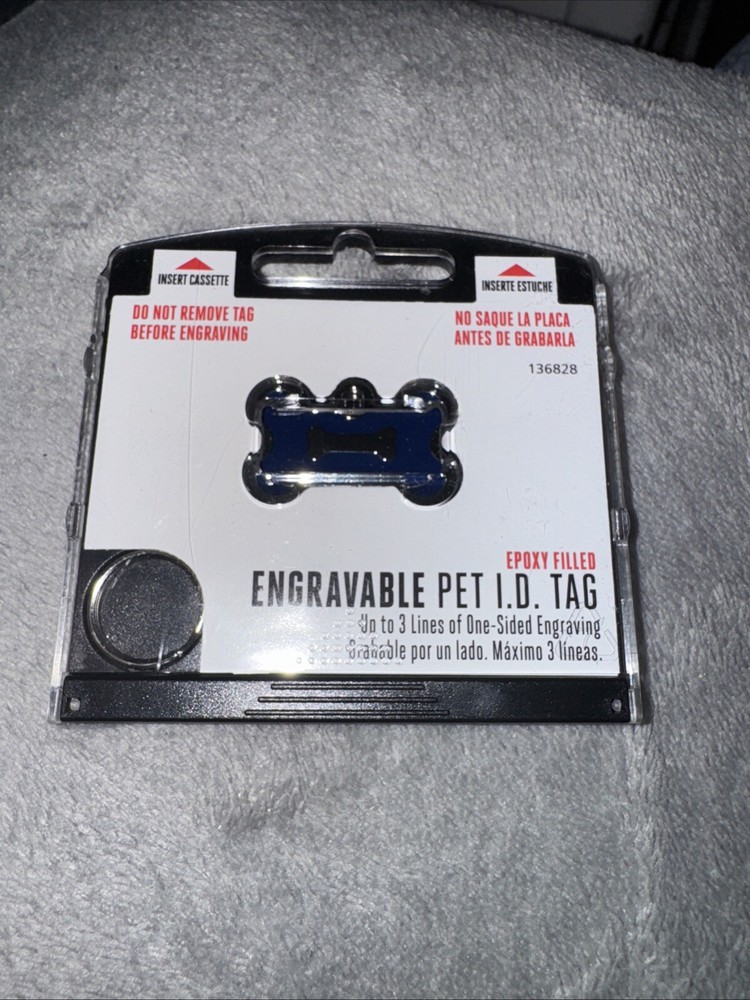 INSERT CASSETTE
INSERTE ESTUCHE
DO NOT REMOVE TAG
BEFORE ENGRAVING
NO SAQUE LA PLACA
ANTES DE GRABARLA
136828
EPOXY FILLED
ENGRAVABLE PET I.D. TAG
Up to 3 Lines of One-Sided Engraving
Grabable por un lado. Máximo 3 líneas.